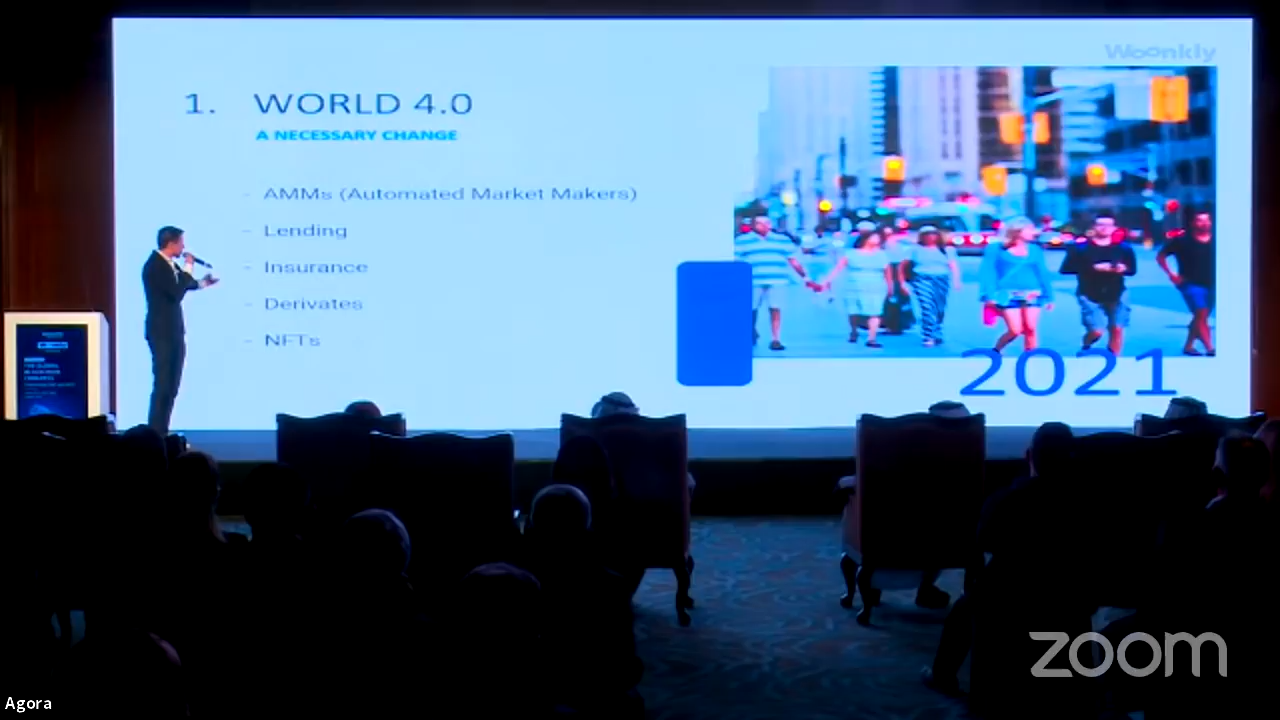 Woonkly
1. WORLD 4.0
A NECESSARY CHANGE
- AMMs (Automated Market Makers)
- Lending
- Insurance
- Derivates
- NFTs
2021
zoom
Agora